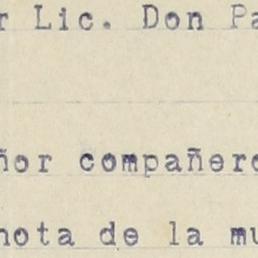 r Lic. Don Pa
ñor compañero
nota de la mu